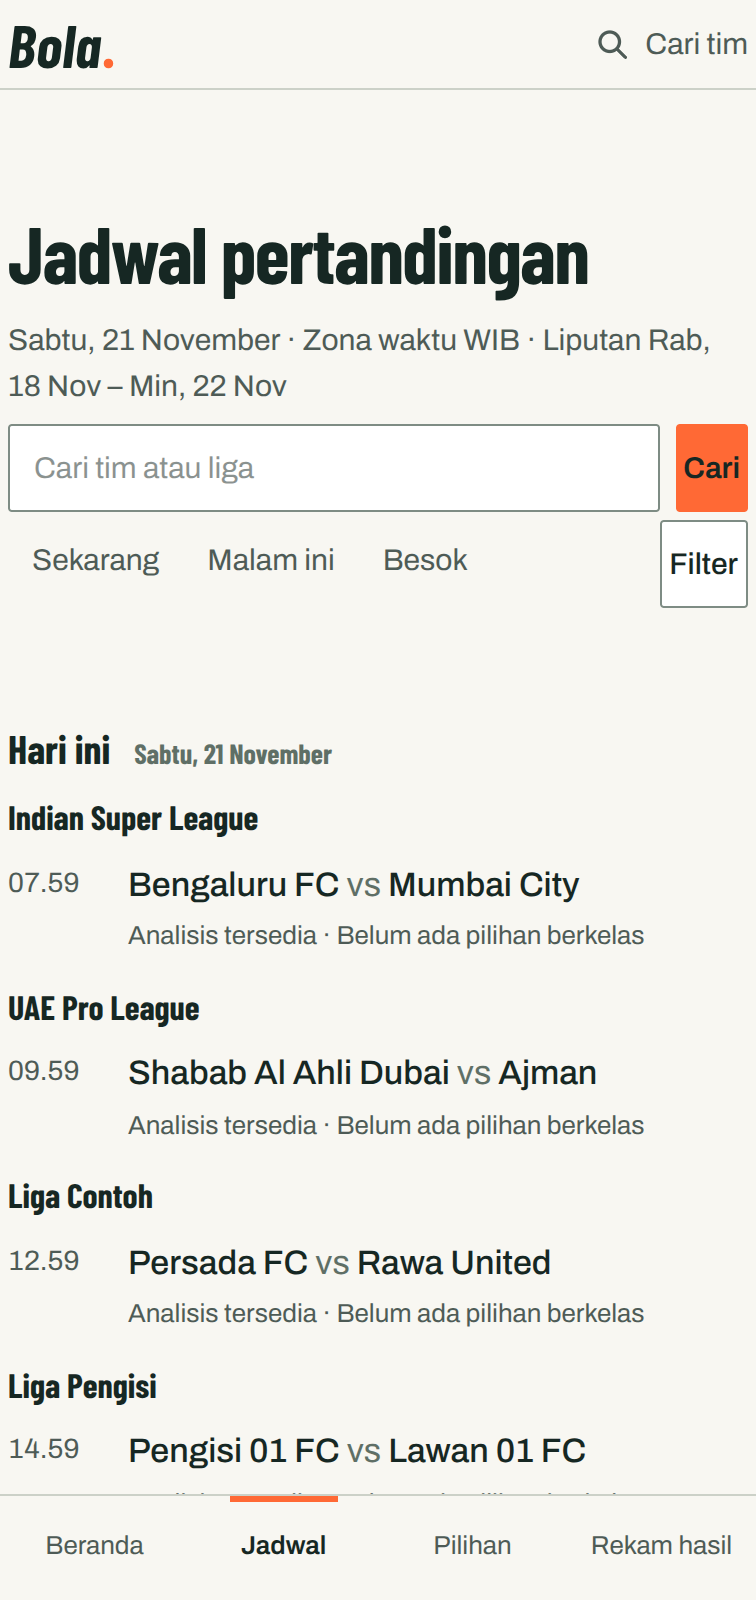 Bola.
Cari tim
Jadwal pertandingan
Sabtu, 21 November · Zona waktu WIB · Liputan Rab,
18 Nov – Min, 22 Nov
Cari tim atau liga
Cari
Sekarang
Malam ini
Besok
Filter
Hari ini Sabtu, 21 November
Indian Super League
07.59 Bengaluru FC vs Mumbai City
Analisis tersedia · Belum ada pilihan berkelas
UAE Pro League
09.59 Shabab Al Ahli Dubai vs Ajman
Analisis tersedia · Belum ada pilihan berkelas
Liga Contoh
12.59 Persada FC vs Rawa United
Analisis tersedia · Belum ada pilihan berkelas
Liga Pengisi
14.59 Pengisi 01 FC vs Lawan 01 FC
Beranda
Jadwal
Pilihan
Rekam hasil